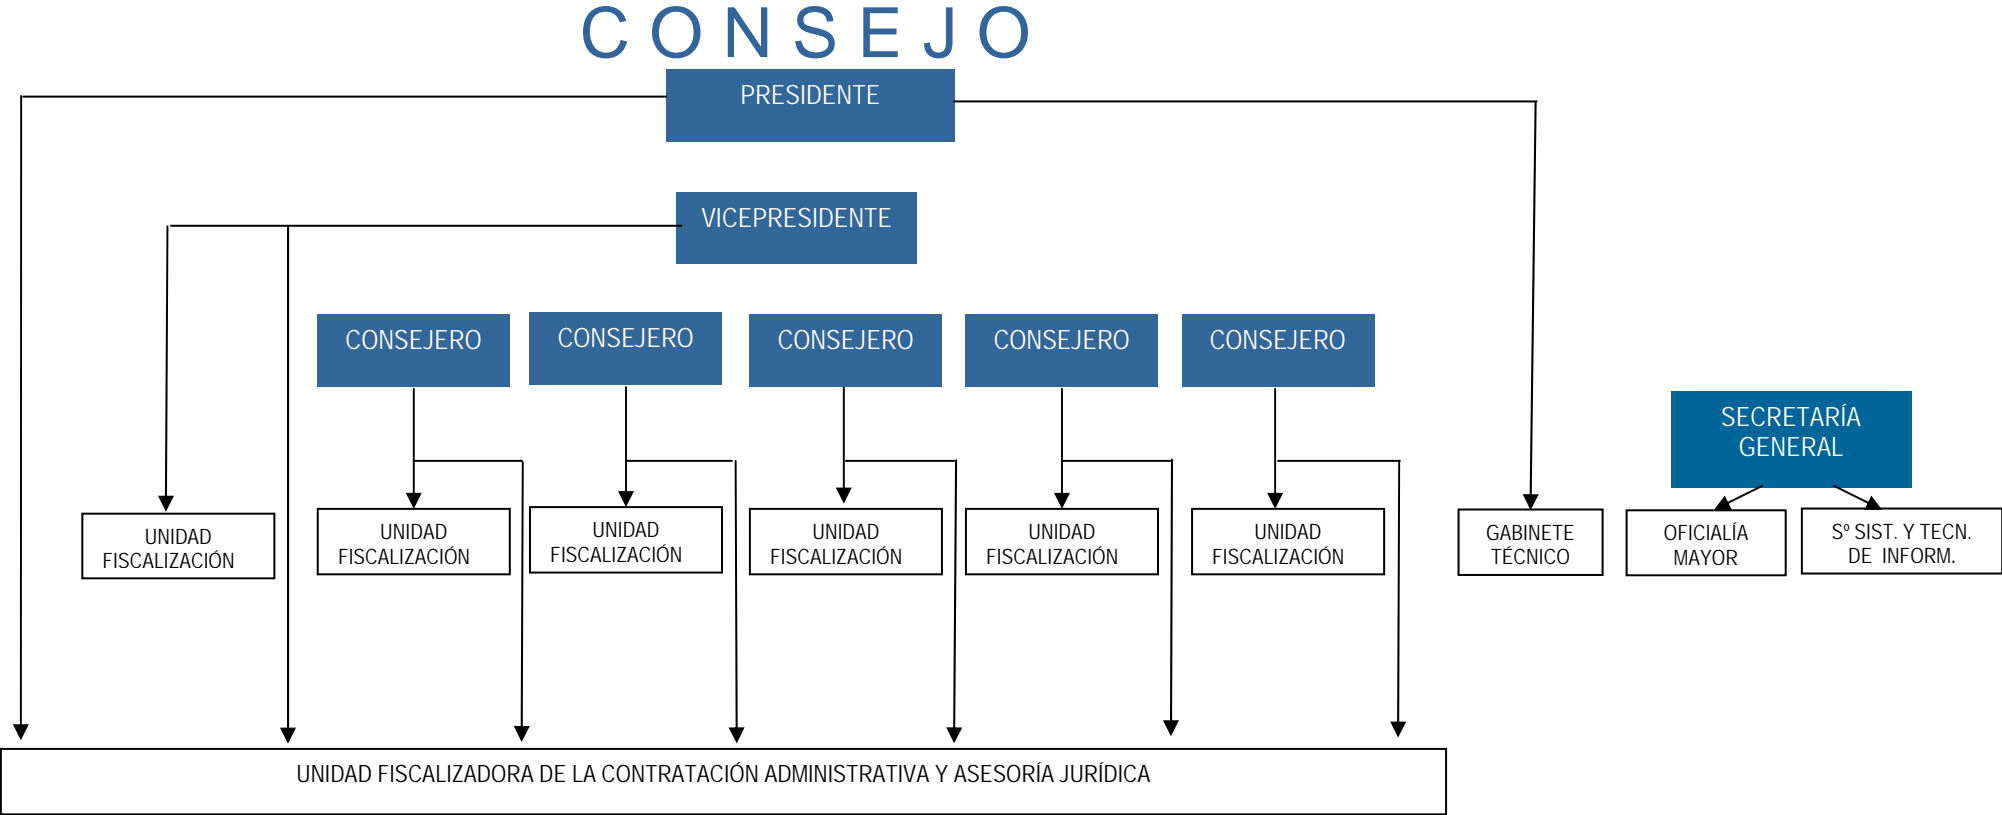 CONSEJO
PRESIDENTE
VICEPRESIDENTE
CONSEJERO
CONSEJERO
CONSEJERO
CONSEJERO
CONSEJERO
SECRETARÍA
GENERAL
UNIDAD
FISCALIZACIÓN
UNIDAD
FISCALIZACIÓN
UNIDAD
FISCALIZACIÓN
UNIDAD
FISCALIZACIÓN
UNIDAD
FISCALIZACIÓN
UNIDAD
FISCALIZACIÓN
GABINETE
TÉCNICO
OFICIALÍA
MAYOR
Sº SIST. Y TECN.
DE INFORM.
UNIDAD FISCALIZADORA DE LA CONTRATACIÓN ADMINISTRATIVA Y ASESORÍA JURÍDICA